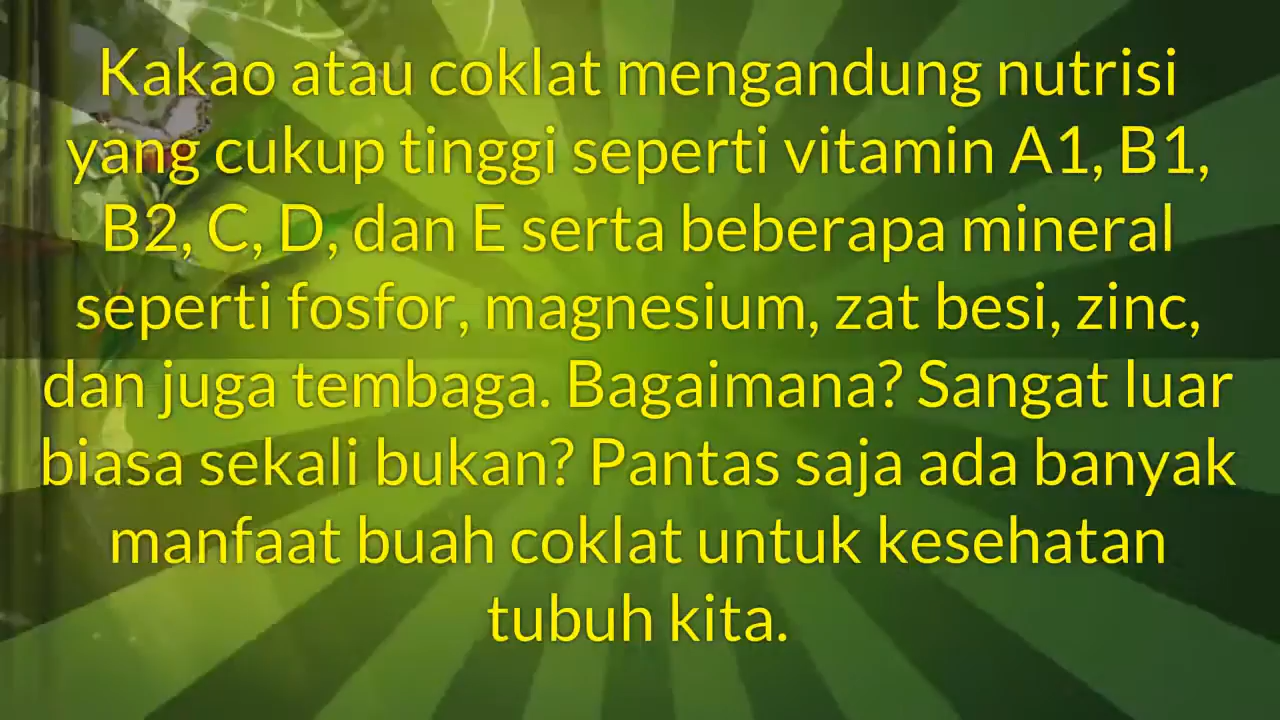 Kakao atau coklat mengandung nutrisi
yang cukup tinggi seperti vitamin A1, B1,
B2, C, D, dan E serta beberapa mineral
seperti fosfor, magnesium, zat besi, zinc,
dan juga tembaga. Bagaimana? Sangat luar
biasa sekali bukan? Pantas saja ada banyak
manfaat buah coklat untuk kesehatan
tubuh kita.